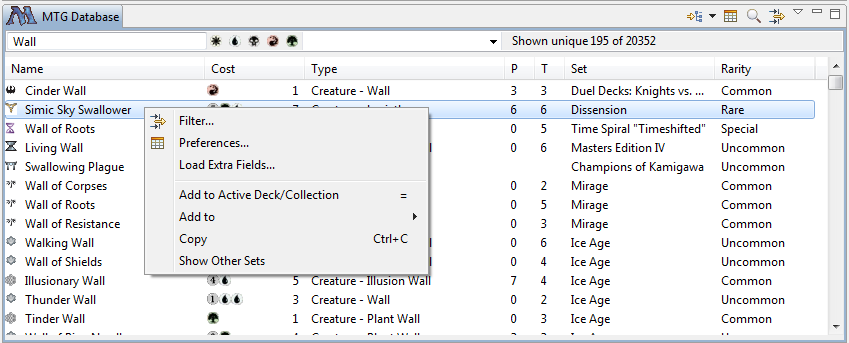 MTG Database
Wall Shown unique 195 of 20352
Name Cost Type P T Set Rarity
Cinder Wall 1 Creature - Wall 3 3 Duel Decks: Knights vs. ... Common
Simic Sky Swallower 6 6 Dissension Rare
Wall of Roots 0 5 Time Spiral "Timeshifted" Special
Living Wall 0 6 Masters Edition IV Uncommon
Swallowing Plague Champions of Kamigawa Uncommon
Wall of Corpses 0 2 Mirage Common
Wall of Roots 0 5 Mirage Common
Wall of Resistance 0 3 Mirage Common
Walking Wall 0 6 Ice Age Uncommon
Wall of Shields 0 4 Ice Age Uncommon
Illusionary Wall 4 5 Creature - Illusion Wall 7 4 Ice Age Common
Thunder Wall 1 3 Creature - Wall 0 2 Ice Age Uncommon
Tinder Wall 1 Creature - Plant Wall 0 3 Ice Age Common
Filter...
Preferences...
Load Extra Fields...
Add to Active Deck/Collection =
Add to
Copy Ctrl+C
Show Other Sets